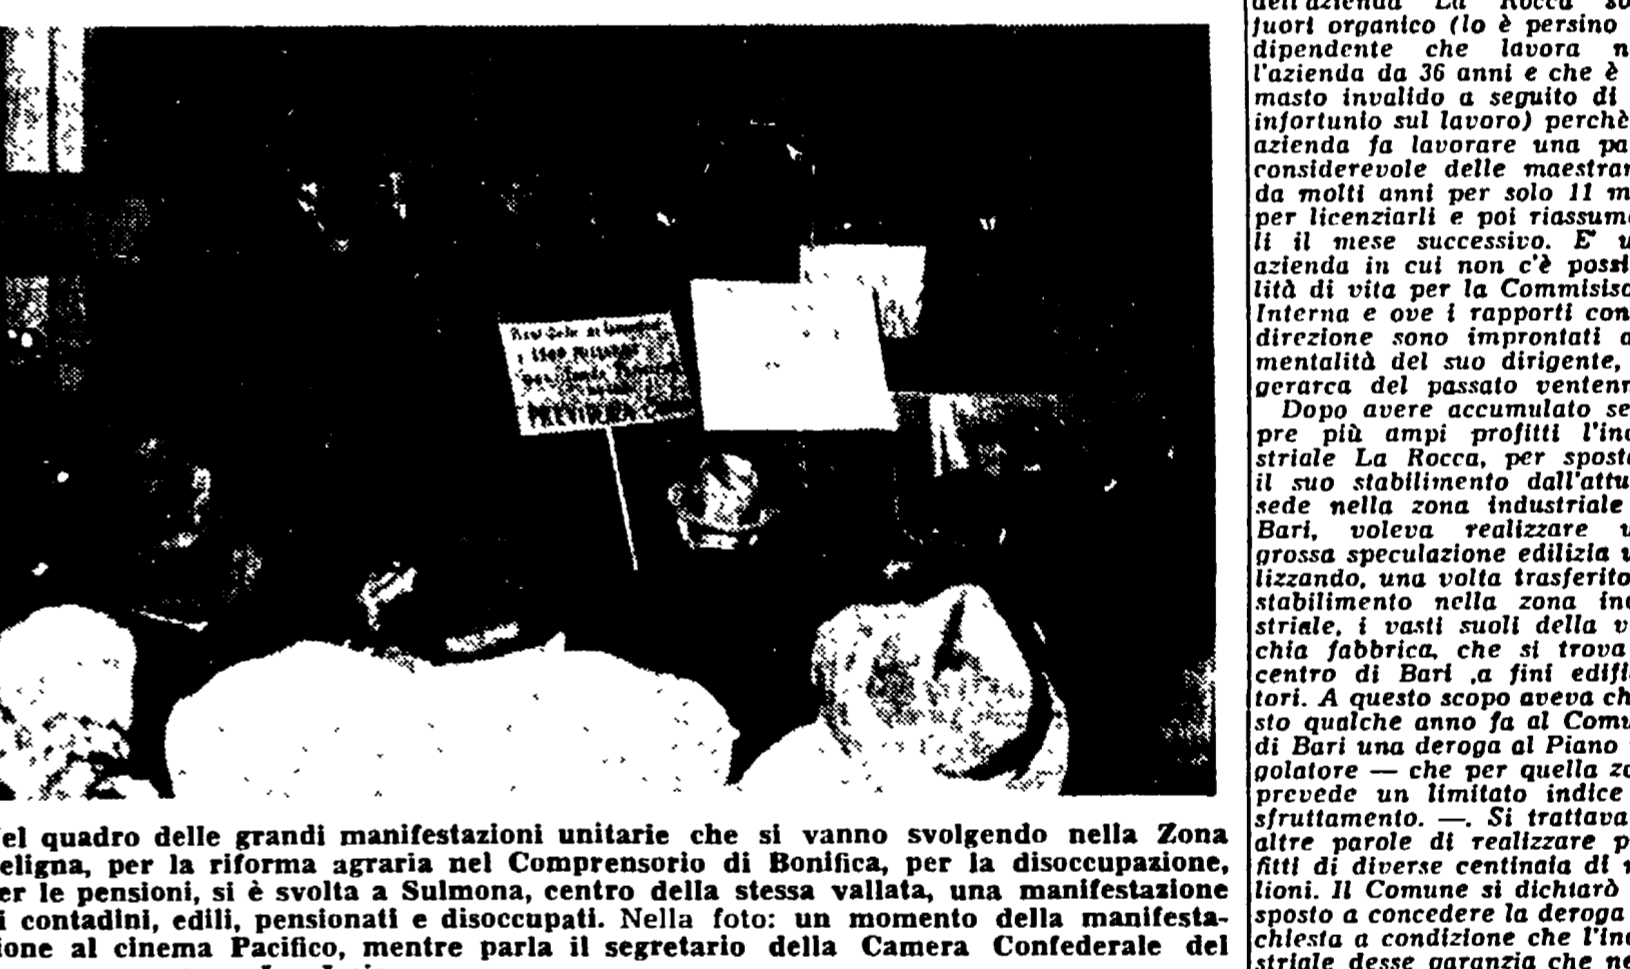 PREVIDENZA
el quadro delle grandi manifestazioni unitarie che si vanno svolgendo nella Zona
eligna, per la riforma agraria nel Comprensorio di Bonifica, per la disoccupazione,
er le pensioni, si è svolta a Sulmona, centro della stessa vallata, una manifestazione
i contadini, edili, pensionati e disoccupati. Nella foto: un momento della manifesta-
ione al cinema Pacifico, mentre parla il segretario della Camera Confederale del
dell'azienda La Rocca so
fuori organico (lo è persino
dipendente che lavora n
l'azienda da 36 anni e che è
masto invalido a seguito di
infortunio sul lavoro) perchè
azienda fa lavorare una pa
considerevole delle maestran
da molti anni per solo 11 m
per licenziarli e poi riassume
li il mese successivo. E' u
azienda in cui non c'è possi
lità di vita per la Commisisc
Interna e ove i rapporti con
direzione sono improntati a
mentalità del suo dirigente,
gerarca del passato ventenn
Dopo avere accumulato se
pre più ampi profitti l'ind
striale La Rocca, per sposta
il suo stabilimento dall'attu
sede nella zona industriale
Bari, voleva realizzare u
grossa speculazione edilizia u
lizzando, una volta trasferito
stabilimento nella zona ind
striale, i vasti suoli della v
chia fabbrica, che si trova
centro di Bari ,a fini edifi
tori. A questo scopo aveva ch
sto qualche anno fa al Comu
di Bari una deroga al Piano
golatore — che per quella zo
prevede un limitato indice
sfruttamento. —. Si trattava
altre parole di realizzare p
fitti di diverse centinaia di m
lioni. Il Comune si dichiarò
sposto a concedere la deroga
chiesta a condizione che l'ind
striale desse garanzia che ne